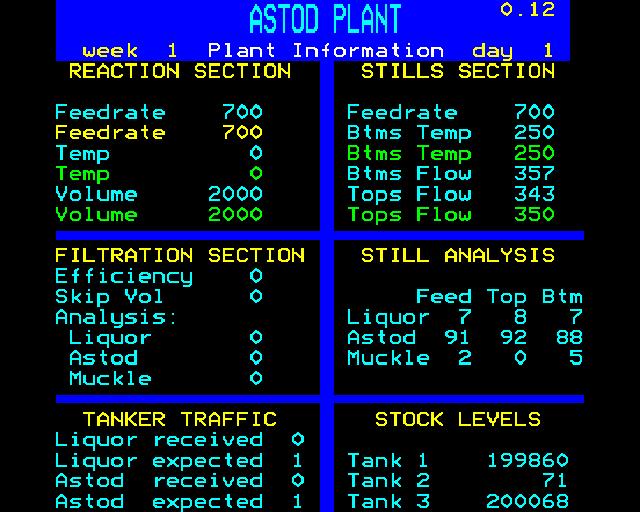 ASTOD PLANT 0.12
week 1 Plant Information day 1
REACTION SECTION
Feedrate 700
Feedrate 700
Temp 0
Temp 0
Volume 2000
Volume 2000
STILLS SECTION
Feedrate 700
Btms Temp 250
Btms Temp 250
Btms Flow 357
Tops Flow 343
Tops Flow 350
FILTRATION SECTION
Efficiency 0
Skip Vol 0
Analysis:
Liquor 0
Astod 0
Muckle 0
STILL ANALYSIS
Feed Top Btm
Liquor 7 8 7
Astod 91 92 88
Muckle 2 0 5
TANKER TRAFFIC
Liquor received 0
Liquor expected 1
Astod received 0
Astod expected 1
STOCK LEVELS
Tank 1 199860
Tank 2 71
Tank 3 200068